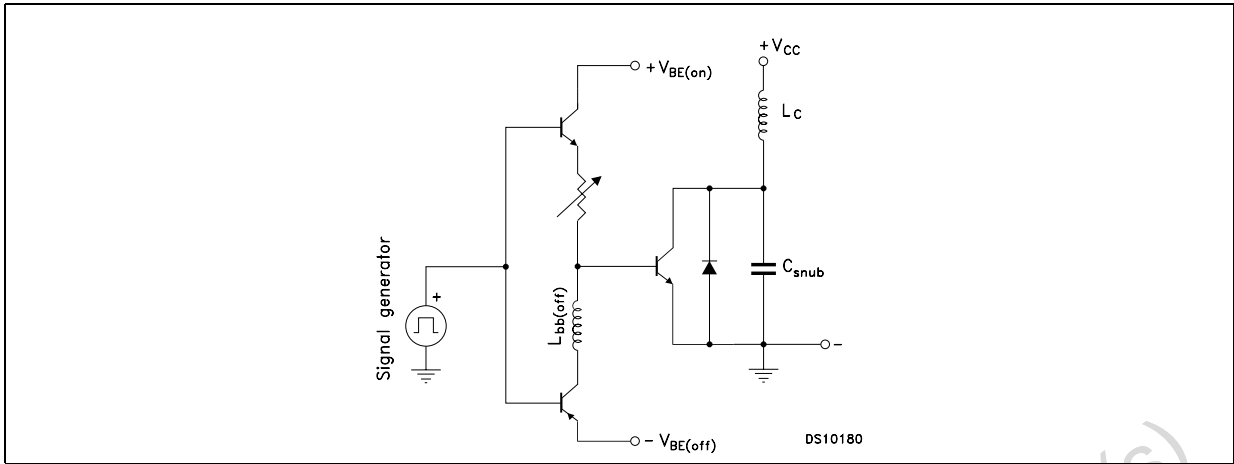 + VCC
+ VBE(on)
LC
Signal generator
+
Lbb(off)
Csnub
-
- VBE(off)
DS10180
(s)